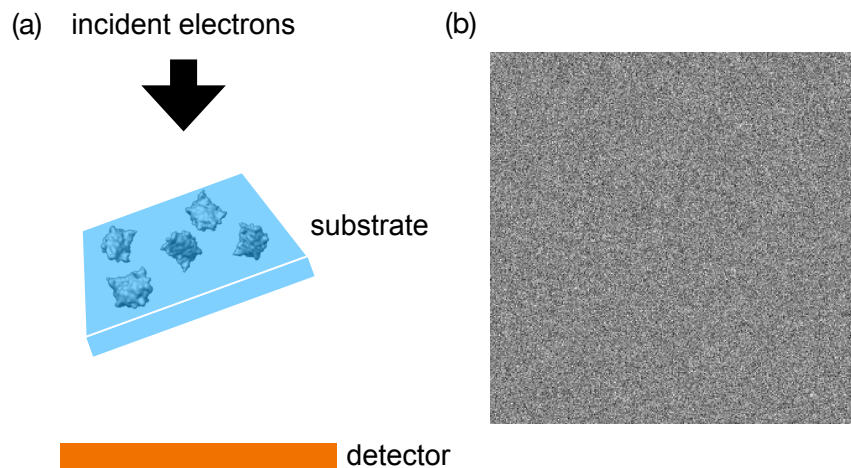 (a) incident electrons
(b)
substrate
detector